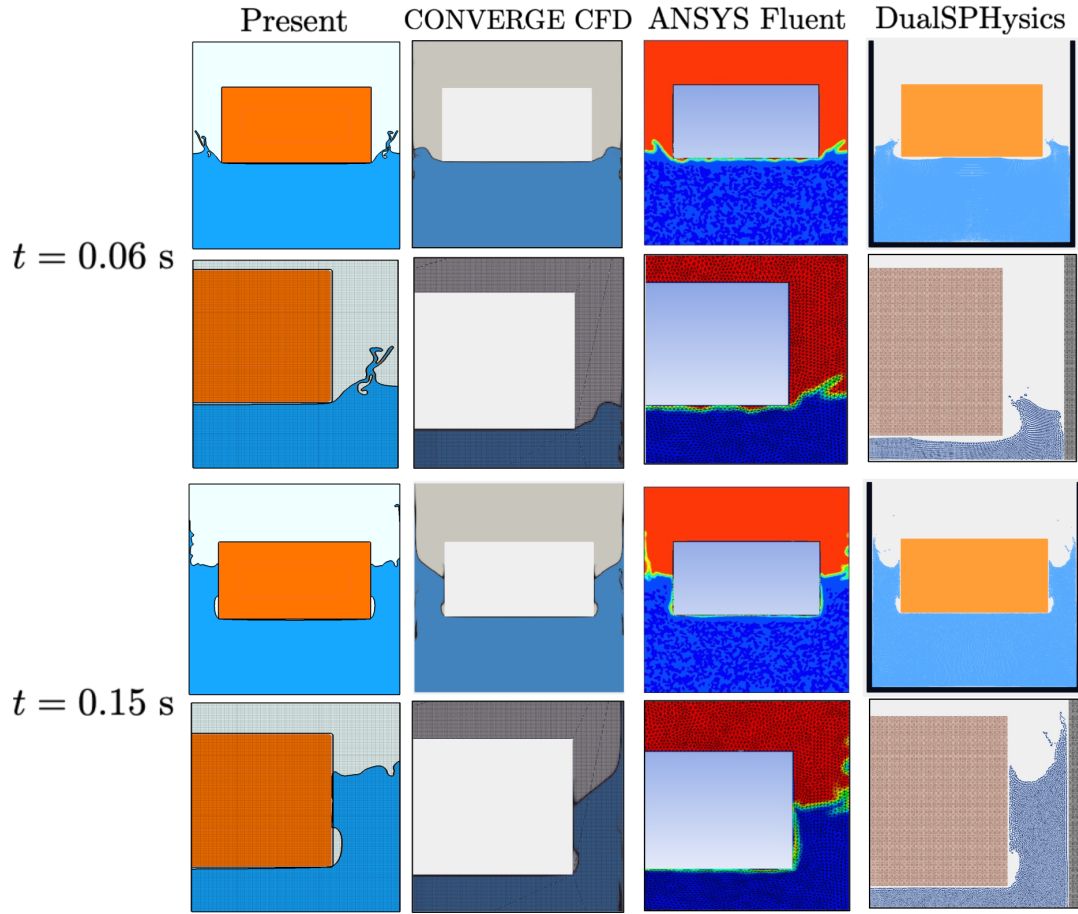 Present CONVERGE CFD ANSYS Fluent DualSPHysics
t = 0.06 s
t = 0.15 s